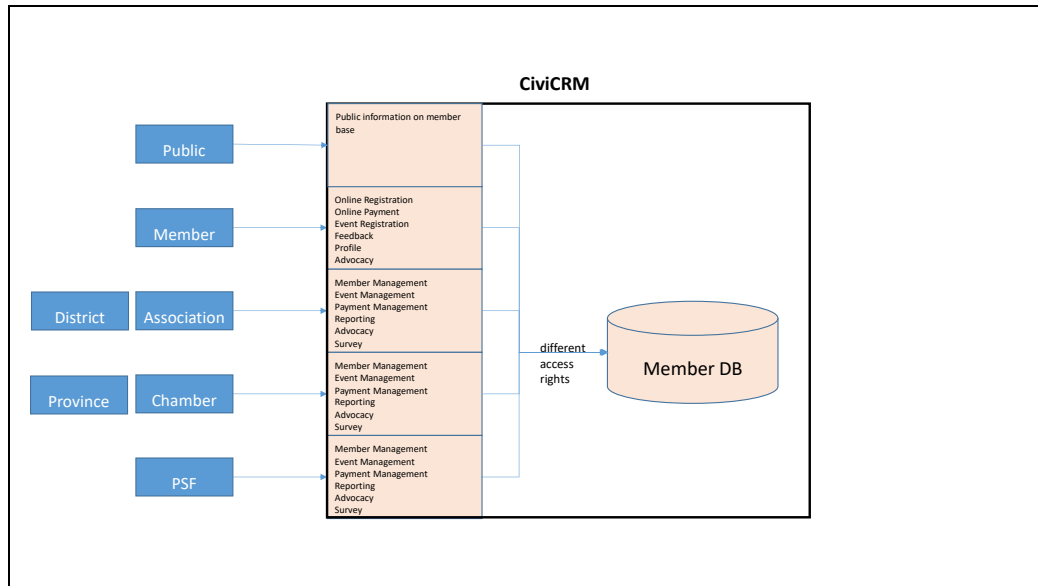 CiviCRM
Public
Public information on member
base
Member
Online Registration
Online Payment
Event Registration
Feedback
Profile
Advocacy
District
Association
Member Management
Event Management
Payment Management
Reporting
Advocacy
Survey
Province
Chamber
Member Management
Event Management
Payment Management
Reporting
Advocacy
Survey
PSF
Member Management
Event Management
Payment Management
Reporting
Advocacy
Survey
different
access
rights
Member DB